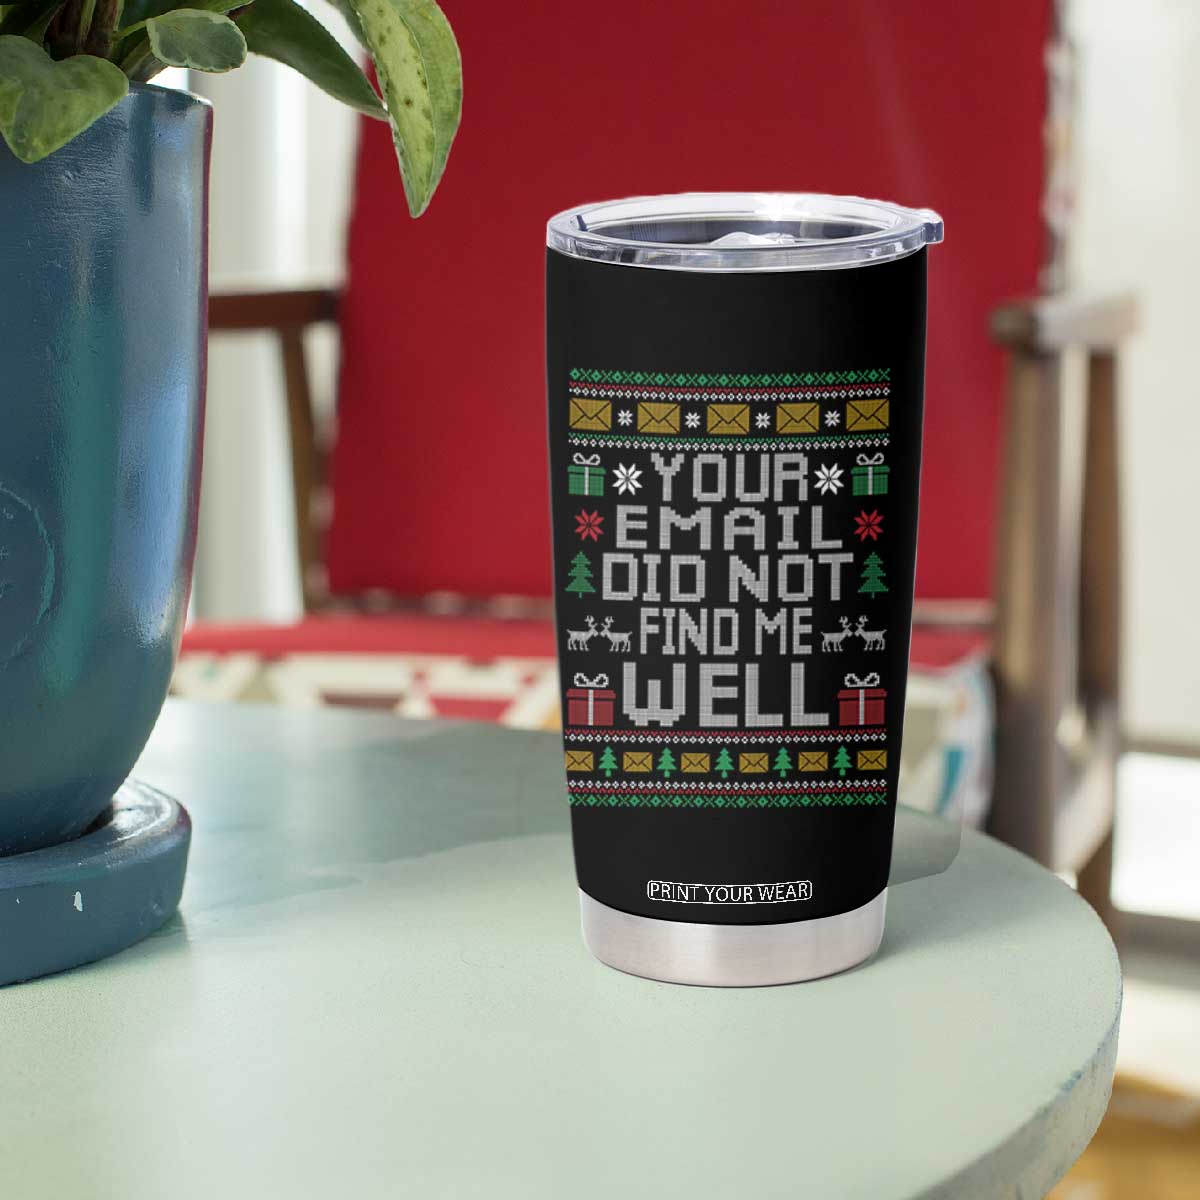 YOUR
EMAIL
DID NOT
FIND ME
WELL
PRINT YOUR WEAR